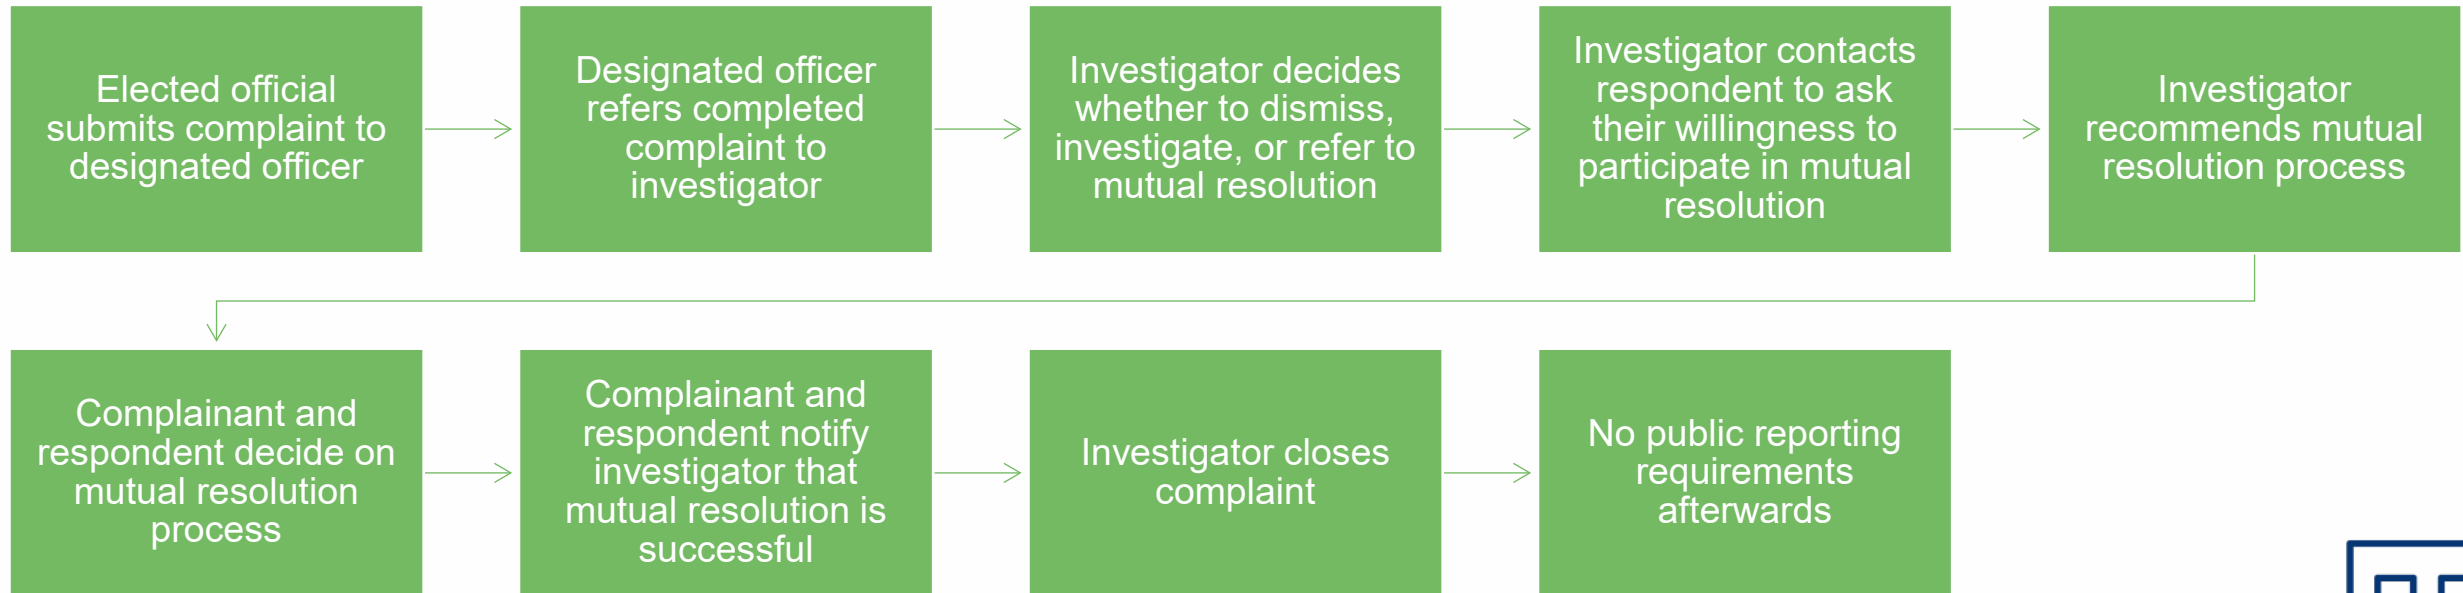 Elected official
submits complaint to
designated officer
Designated officer
refers completed
complaint to
investigator
Investigator decides
whether to dismiss,
investigate, or refer to
mutual resolution
Investigator contacts
respondent to ask
their willingness to
participate in mutual
resolution
Investigator
recommends mutual
resolution process
Complainant and
respondent decide on
mutual resolution
process
Complainant and
respondent notify
investigator that
mutual resolution is
successful
Investigator closes
complaint
No public reporting
requirements
afterwards